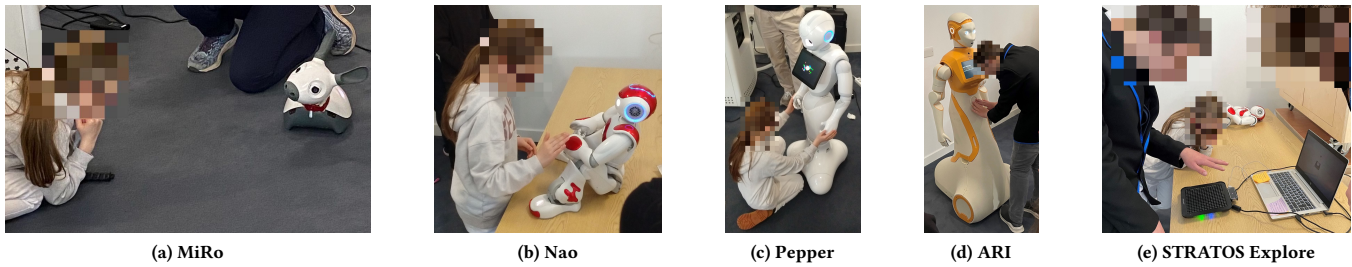 (a) MiRo
(b) Nao
(c) Pepper
(d) ARI
(e) STRATOS Explore